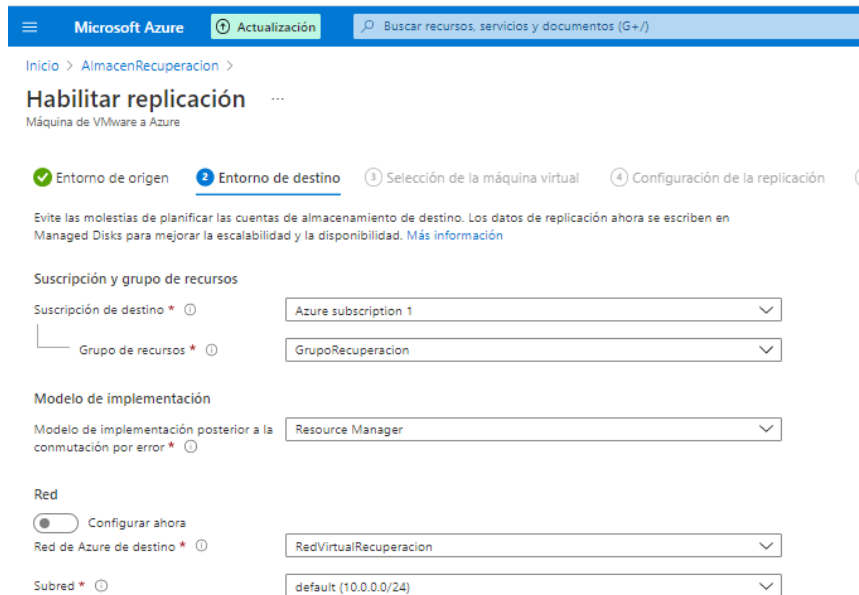 Microsoft Azure
Actualización
Buscar recursos, servicios y documentos (G+/)
Inicio > AlmacenRecuperacion >
Habilitar replicación ...
Máquina de VMware a Azure
Entorno de origen
2 Entorno de destino
3 Selección de la máquina virtual
4 Configuración de la replicación
Evite las molestias de planificar las cuentas de almacenamiento de destino. Los datos de replicación ahora se escriben en
Managed Disks para mejorar la escalabilidad y la disponibilidad. Más información
Suscripción y grupo de recursos
Suscripción de destino *
Azure subscription 1
Grupo de recursos *
GrupoRecuperacion
Modelo de implementación
Modelo de implementación posterior a la
conmutación por error *
Resource Manager
Red
Configurar ahora
Red de Azure de destino *
RedVirtualRecuperacion
Subred *
default (10.0.0.0/24)